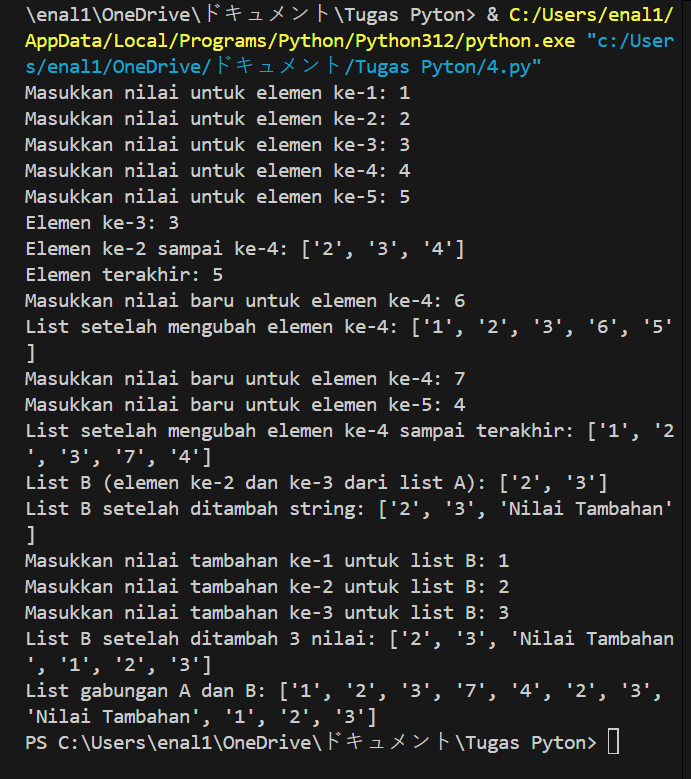 \enal1\OneDrive\ドキュメント\Tugas Pyton> & C:/Users/enal1/
AppData/Local/Programs/Python/Python312/python.exe "c:/User
s/enal1/OneDrive/ドキュメント/Tugas Pyton/4.py"
Masukkan nilai untuk elemen ke-1: 1
Masukkan nilai untuk elemen ke-2: 2
Masukkan nilai untuk elemen ke-3: 3
Masukkan nilai untuk elemen ke-4: 4
Masukkan nilai untuk elemen ke-5: 5
Elemen ke-3: 3
Elemen ke-2 sampai ke-4: ['2', '3', '4']
Elemen terakhir: 5
Masukkan nilai baru untuk elemen ke-4: 6
List setelah mengubah elemen ke-4: ['1', '2', '3', '6', '5'
]
Masukkan nilai baru untuk elemen ke-4: 7
Masukkan nilai baru untuk elemen ke-5: 4
List setelah mengubah elemen ke-4 sampai terakhir: ['1', '2
', '3', '7', '4']
List B (elemen ke-2 dan ke-3 dari list A): ['2', '3']
List B setelah ditambah string: ['2', '3', 'Nilai Tambahan'
]
Masukkan nilai tambahan ke-1 untuk list B: 1
Masukkan nilai tambahan ke-2 untuk list B: 2
Masukkan nilai tambahan ke-3 untuk list B: 3
List B setelah ditambah 3 nilai: ['2', '3', 'Nilai Tambahan
', '1', '2', '3']
List gabungan A dan B: ['1', '2', '3', '7', '4', '2', '3',
'Nilai Tambahan', '1', '2', '3']
PS C:\Users\enal1\OneDrive\ドキュメント\Tugas Pyton>